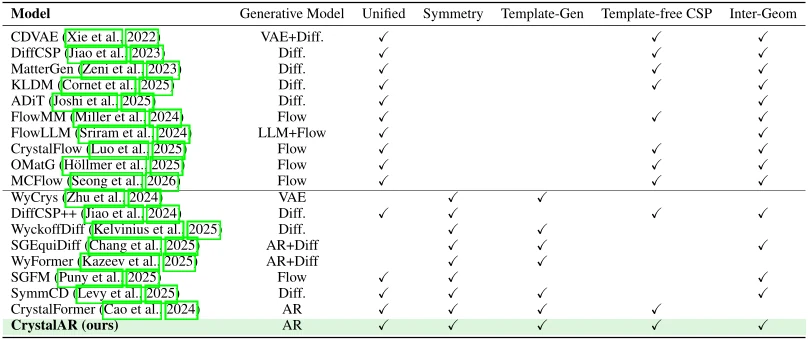 Model Generative Model Unified Symmetry Template-Gen Template-free CSP Inter-Geom
CDVAE (Xie et al., 2022) VAE+Diff. ✓ ✓ ✓
DiffCSP (Jiao et al., 2023) Diff. ✓ ✓ ✓
MatterGen (Zeni et al., 2023) Diff. ✓ ✓ ✓
KLDM (Cornet et al., 2025) Diff. ✓ ✓ ✓
ADiT (Joshi et al., 2025) Diff. ✓ ✓
FlowMM (Miller et al., 2024) Flow ✓ ✓ ✓
FlowLLM (Sriram et al., 2024) LLM+Flow ✓ ✓
CrystalFlow (Luo et al., 2025) Flow ✓ ✓ ✓
OMatG (Höllmer et al., 2025) Flow ✓ ✓ ✓
MCFlow (Seong et al., 2026) Flow ✓ ✓ ✓
WyCrys (Zhu et al., 2024) VAE ✓ ✓
DiffCSP++ (Jiao et al., 2024) Diff. ✓ ✓ ✓ ✓
WyckoffDiff (Kelvinius et al., 2025) Diff. ✓ ✓
SGEquiDiff (Chang et al., 2025) AR+Diff ✓ ✓ ✓
WyFormer (Kazeev et al., 2025) AR+Diff ✓ ✓
SGFM (Puny et al., 2025) Flow ✓ ✓ ✓
SymmCD (Levy et al., 2025) Diff. ✓ ✓ ✓ ✓
CrystalFormer (Cao et al., 2024) AR ✓ ✓ ✓ ✓
CrystalAR (ours) AR ✓ ✓ ✓ ✓ ✓